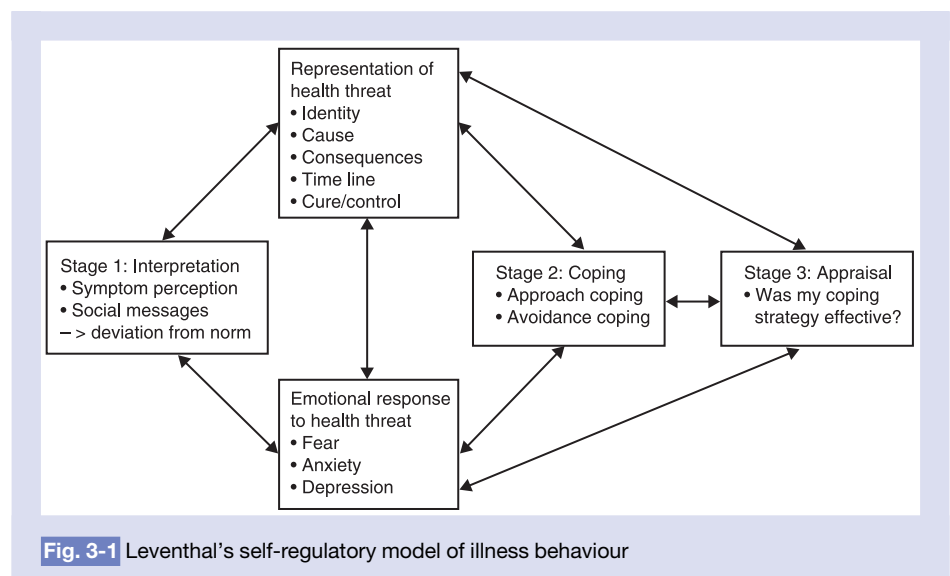 Representation of
health threat
• Identity
• Cause
• Consequences
• Time line
• Cure/control
Stage 1: Interpretation
• Symptom perception
• Social messages
– > deviation from norm
Stage 2: Coping
• Approach coping
• Avoidance coping
Stage 3: Appraisal
• Was my coping
strategy effective?
Emotional response
to health threat
• Fear
• Anxiety
• Depression
Fig. 3-1 Leventhal's self-regulatory model of illness behaviour